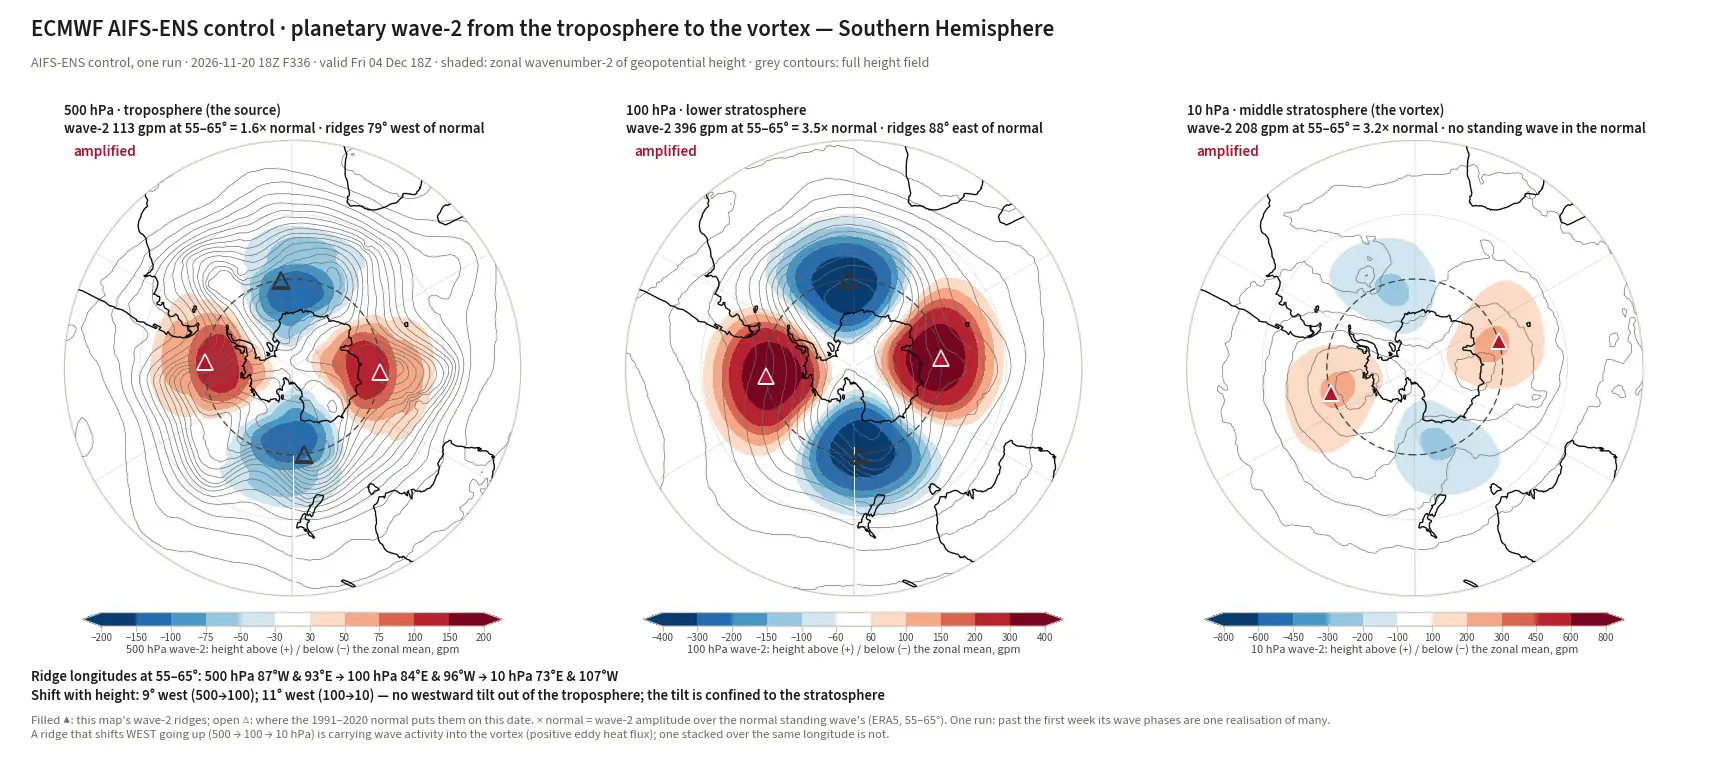 ECMWF AIFS-ENS control · planetary wave-2 from the troposphere to the vortex — Southern Hemisphere
AIFS-ENS control, one run · 2026-11-20 18Z F336 · valid Fri 04 Dec 18Z · shaded: zonal wavenumber-2 of geopotential height · grey contours: full height field
500 hPa · troposphere (the source)
wave-2 113 gpm at 55–65° = 1.6× normal · ridges 79° west of normal
amplified
100 hPa · lower stratosphere
wave-2 396 gpm at 55–65° = 3.5× normal · ridges 88° east of normal
amplified
10 hPa · middle stratosphere (the vortex)
wave-2 208 gpm at 55–65° = 3.2× normal · no standing wave in the normal
amplified
−200 −150 −100 −75 −50 −30 30 50 75 100 150 200
500 hPa wave-2: height above (+) / below (−) the zonal mean, gpm
−400 −300 −200 −150 −100 −60 60 100 150 200 300 400
100 hPa wave-2: height above (+) / below (−) the zonal mean, gpm
−800 −600 −450 −300 −200 −100 100 200 300 450 600 800
10 hPa wave-2: height above (+) / below (−) the zonal mean, gpm
Ridge longitudes at 55–65°: 500 hPa 87°W & 93°E → 100 hPa 84°E & 96°W → 10 hPa 73°E & 107°W
Shift with height: 9° west (500→100); 11° west (100→10) — no westward tilt out of the troposphere; the tilt is confined to the stratosphere
Filled ▲: this map's wave-2 ridges; open △: where the 1991–2020 normal puts them on this date. × normal = wave-2 amplitude over the normal standing wave's (ERA5, 55–65°). One run: past the first week its wave phases are one realisation of many.
A ridge that shifts WEST going up (500 → 100 → 10 hPa) is carrying wave activity into the vortex (positive eddy heat flux); one stacked over the same longitude is not.